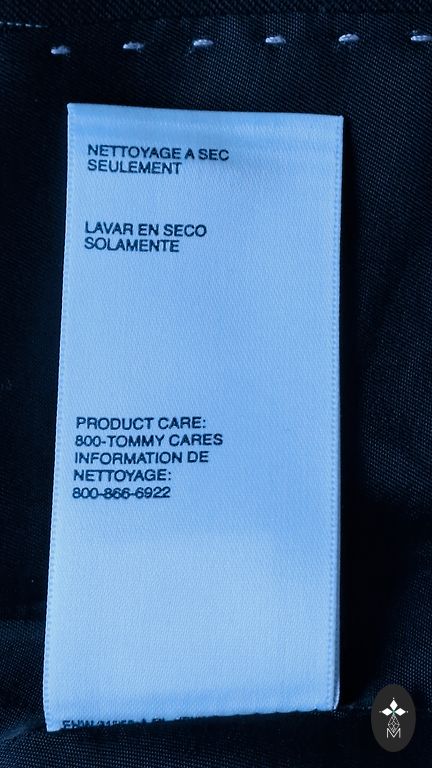 NETTOYAGE A SEC
SEULEMENT
LAVAR EN SECO
SOLAMENTE
PRODUCT CARE:
800-TOMMY CARES
INFORMATION DE
NETTOYAGE:
800-866-6922
M